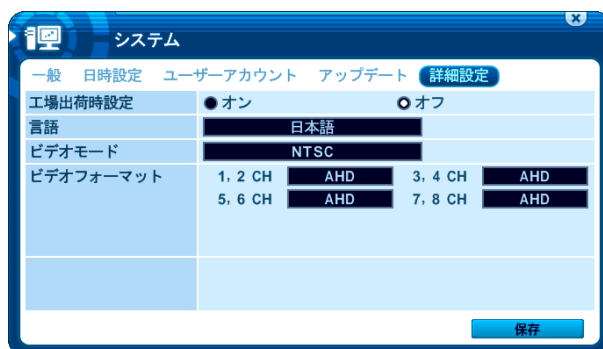 システム
一般 日時設定 ユーザーアカウント アップデート 詳細設定
工場出荷時設定 オン オフ
言語 日本語
ビデオモード NTSC
ビデオフォーマット 1, 2 CH AHD 3, 4 CH AHD
5, 6 CH AHD 7, 8 CH AHD
保存